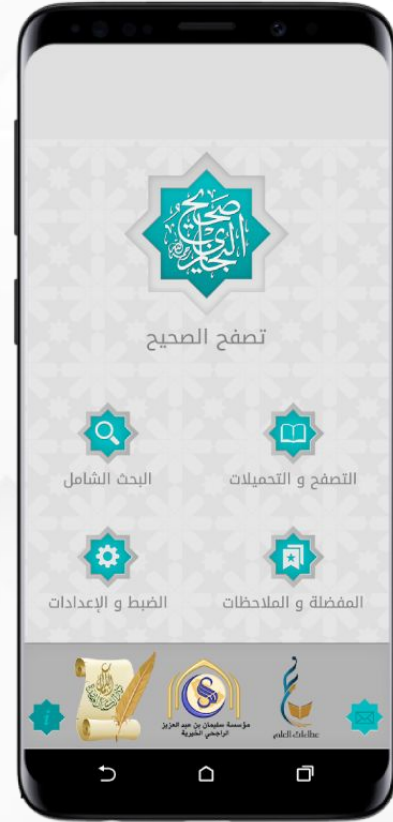 صحيح البخاري
تصفح الصحيح
التصفح و التحميلات
البحث الشامل
المفضلة و الملاحظات
الضبط و الإعدادات
عطاءات العلم
مؤسسة سليمان بن عبد العزيز
الراجحي الخيرية
i